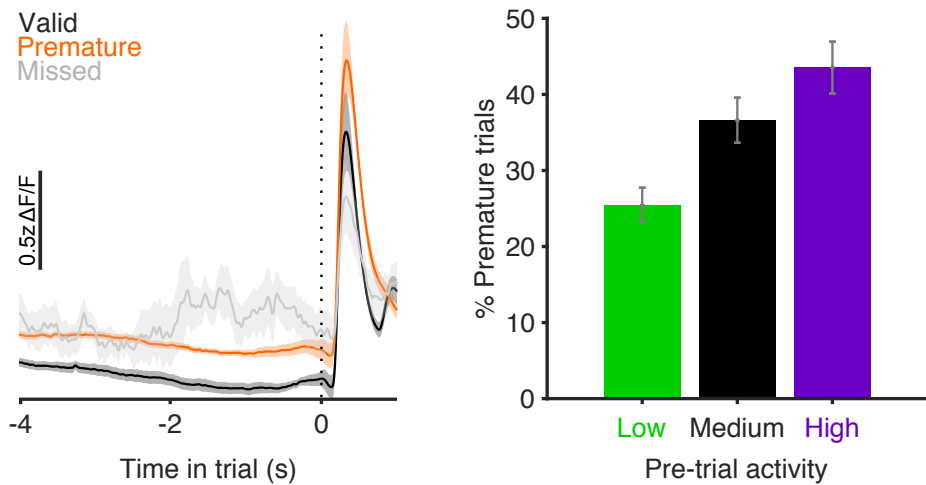 Valid
Premature
Missed
0.5z ΔF/F
-4
-2
0
Time in trial (s)
% Premature trials
50
40
30
20
10
0
Low
Medium
High
Pre-trial activity